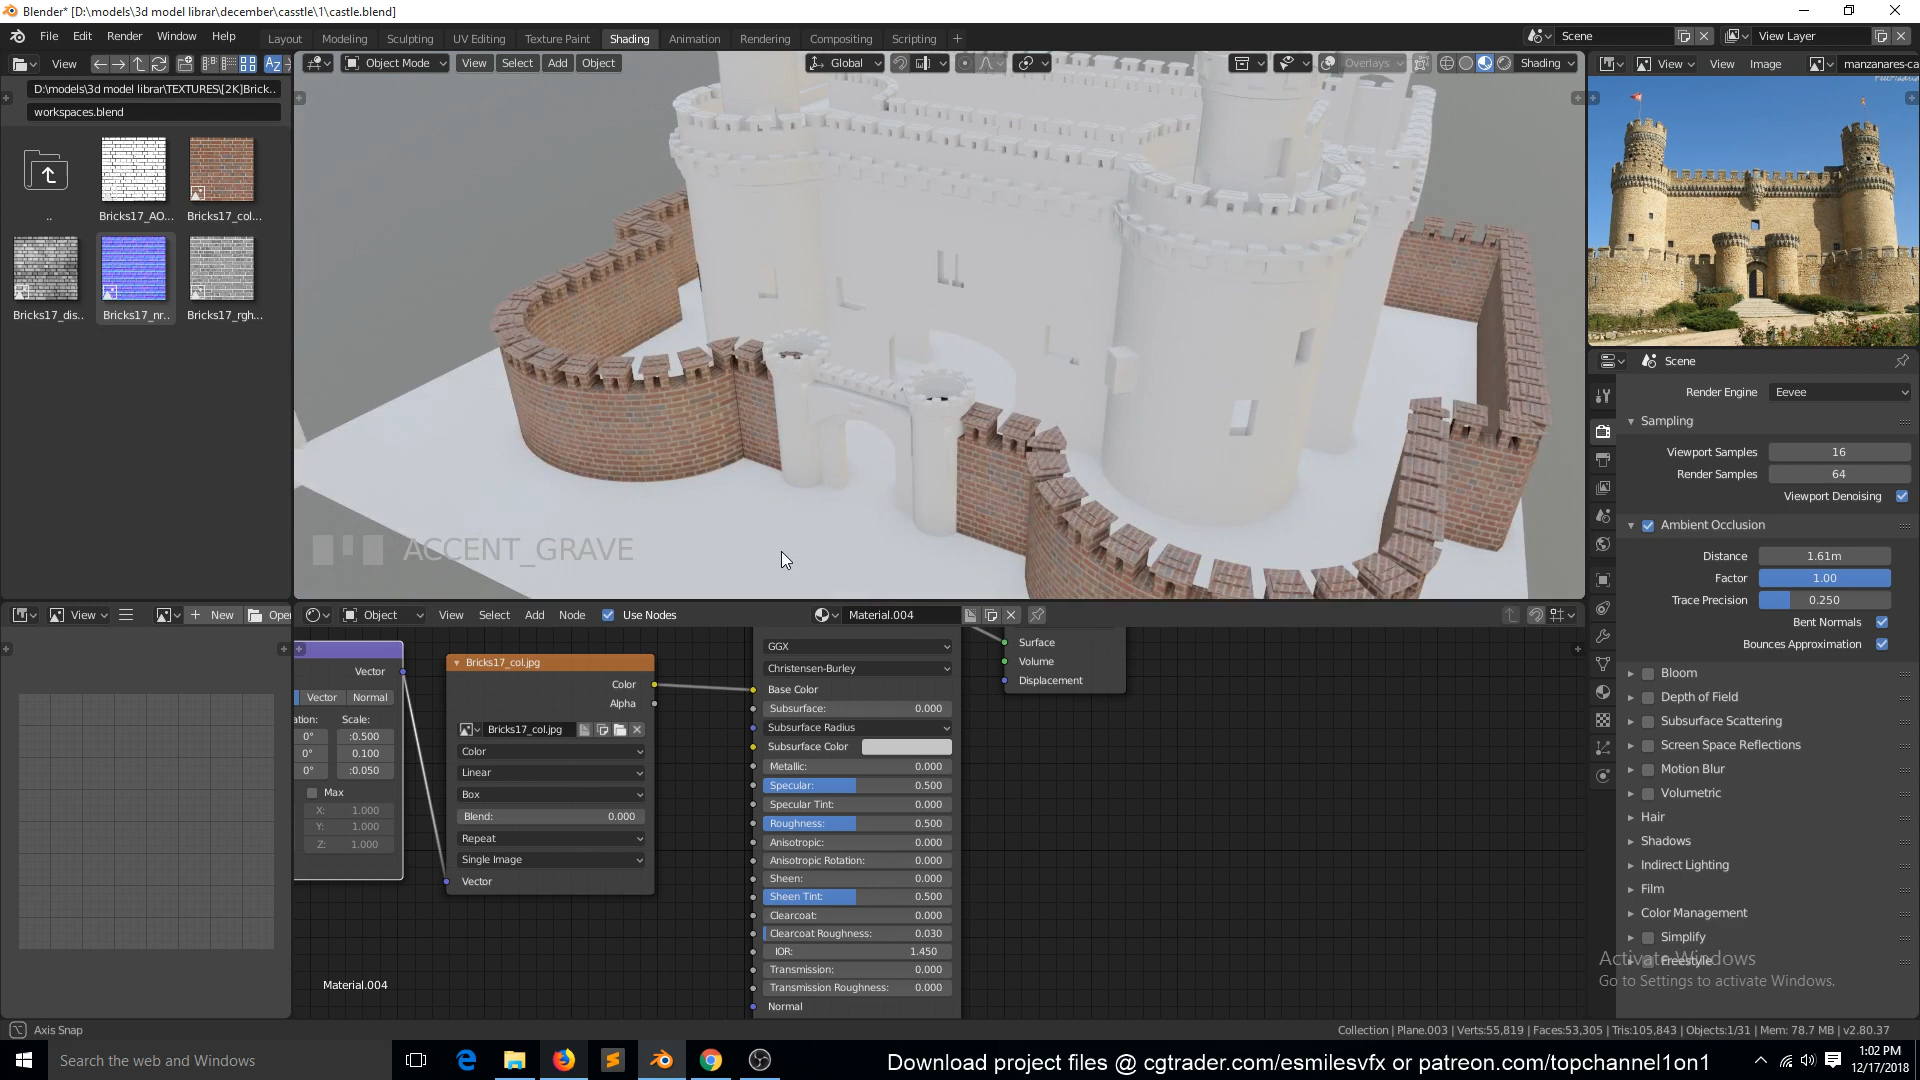 Blender* [D:\models\3d model librar\december\casstle\1\castle.blend]
File Edit Render Window Help
Layout Modeling Sculpting UV Editing Texture Paint Shading Animation Rendering Compositing Scripting +
Scene
View Layer
View
Object Mode View Select Add Object
Global
Overlays
Shading
View View Image manzanares-ca
D:\models\3d model librar\TEXTURES\[2K]Brick..
workspaces.blend
..
Bricks17_AO...
Bricks17_col...
Bricks17_dis..
Bricks17_nr..
Bricks17_rgh...
ACCENT_GRAVE
Scene
Render Engine Eevee
Sampling
Viewport Samples 16
Render Samples 64
Viewport Denoising
Ambient Occlusion
Distance 1.61m
Factor 1.00
Trace Precision 0.250
Bent Normals
Bounces Approximation
Bloom
Depth of Field
Subsurface Scattering
Screen Space Reflections
Motion Blur
Volumetric
Hair
Shadows
Indirect Lighting
Film
Color Management
Simplify
Freestyle
Activate Windows
Go to Settings to activate Windows.
View New Open
Object View Select Add Node Use Nodes Material.004
Vector
Vector Normal
ation: Scale:
0° :0.500
0° 0.100
0° :0.050
Max
X: 1.000
Y: 1.000
Z: 1.000
Bricks17_col.jpg
Color
Alpha
Bricks17_col.jpg
Color
Linear
Box
Blend: 0.000
Repeat
Single Image
Vector
GGX
Christensen-Burley
Base Color
Subsurface: 0.000
Subsurface Radius
Subsurface Color
Metallic: 0.000
Specular: 0.500
Specular Tint: 0.000
Roughness: 0.500
Anisotropic: 0.000
Anisotropic Rotation: 0.000
Sheen: 0.000
Sheen Tint: 0.500
Clearcoat: 0.000
Clearcoat Roughness: 0.030
IOR: 1.450
Transmission: 0.000
Transmission Roughness: 0.000
Normal
Surface
Volume
Displacement
Material.004
Axis Snap
Collection | Plane.003 | Verts:55,819 | Faces:53,305 | Tris:105,843 | Objects:1/31 | Mem: 78.7 MB | v2.80.37
Search the web and Windows
Download project files @ cgtrader.com/esmilesvfx or patreon.com/topchannel1on1
1:02 PM
12/17/2018